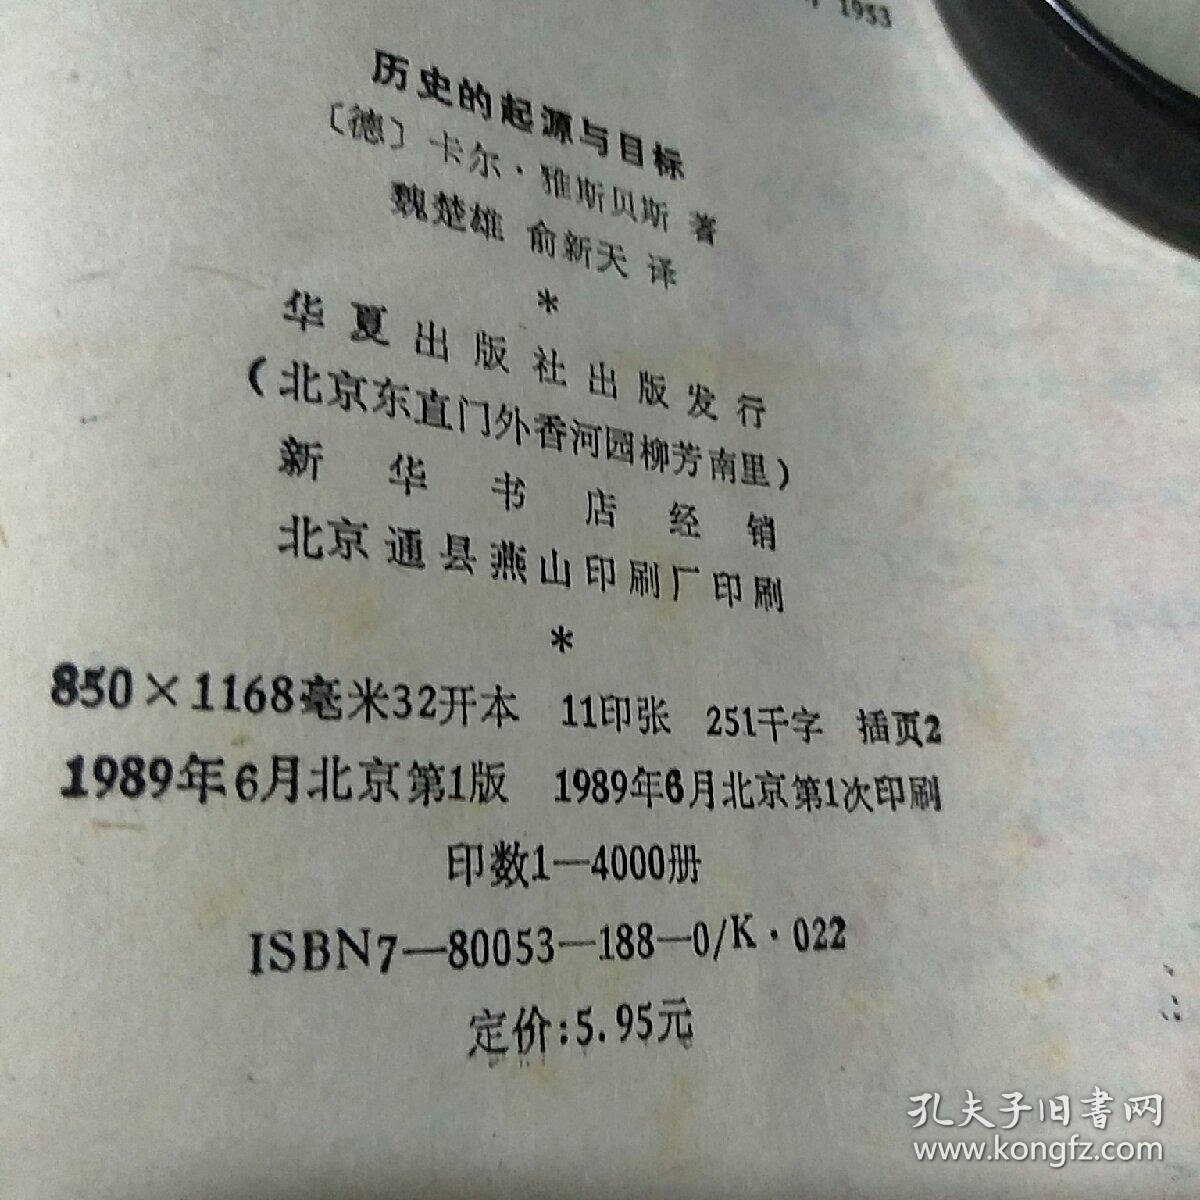 1953
历史的起源与目标
〔德〕卡尔·雅斯贝斯 著
魏楚雄 俞新天 译
*
华夏出版社出版发行
(北京东直门外香河园柳芳南里)
新华书店经销
北京通县燕山印刷厂印刷
*
850×1168毫米32开本 11印张 251千字 插页2
1989年6月北京第1版 1989年6月北京第1次印刷
印数1—4000册
ISBN7—80053—188—0/K·022
定价:5.95元
孔夫子旧书网
www.kongfz.com